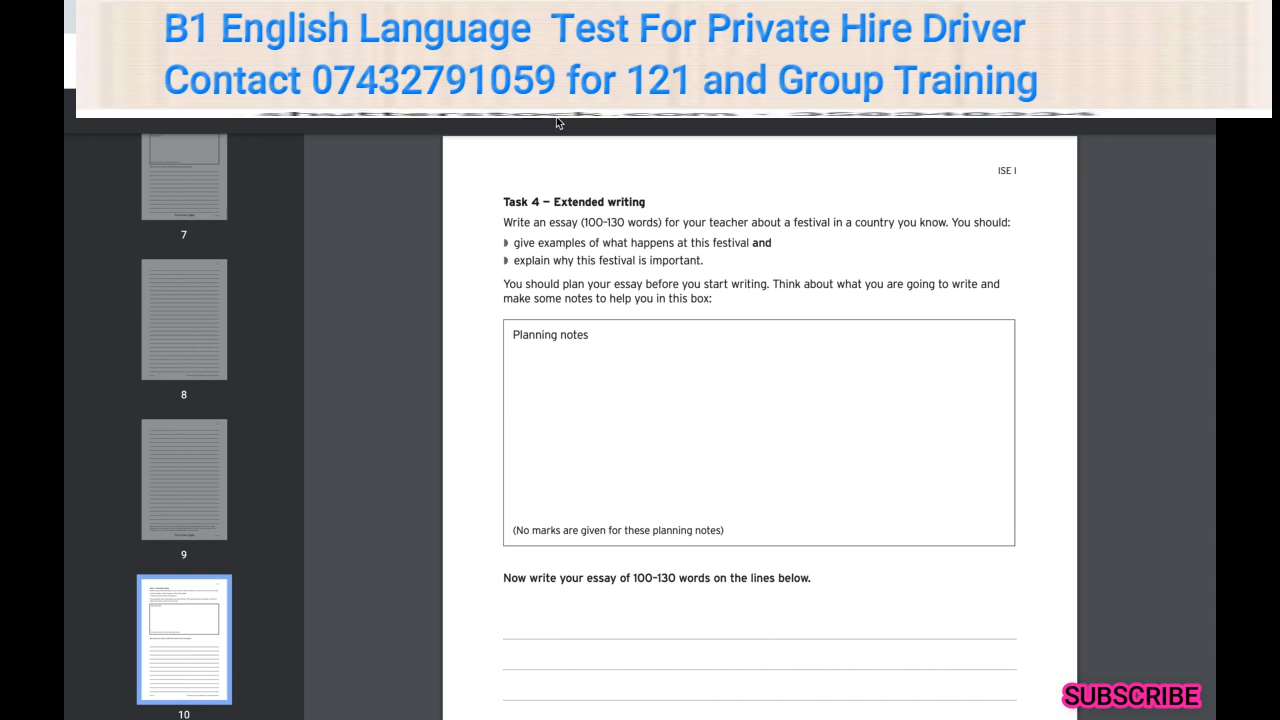 B1 English Language Test For Private Hire Driver
Contact 07432791059 for 121 and Group Training
ISE I
Task 4 – Extended writing
Write an essay (100–130 words) for your teacher about a festival in a country you know. You should:
give examples of what happens at this festival and
explain why this festival is important.
You should plan your essay before you start writing. Think about what you are going to write and
make some notes to help you in this box:
Planning notes
(No marks are given for these planning notes)
Now write your essay of 100–130 words on the lines below.
7
8
9
10
SUBSCRIBE